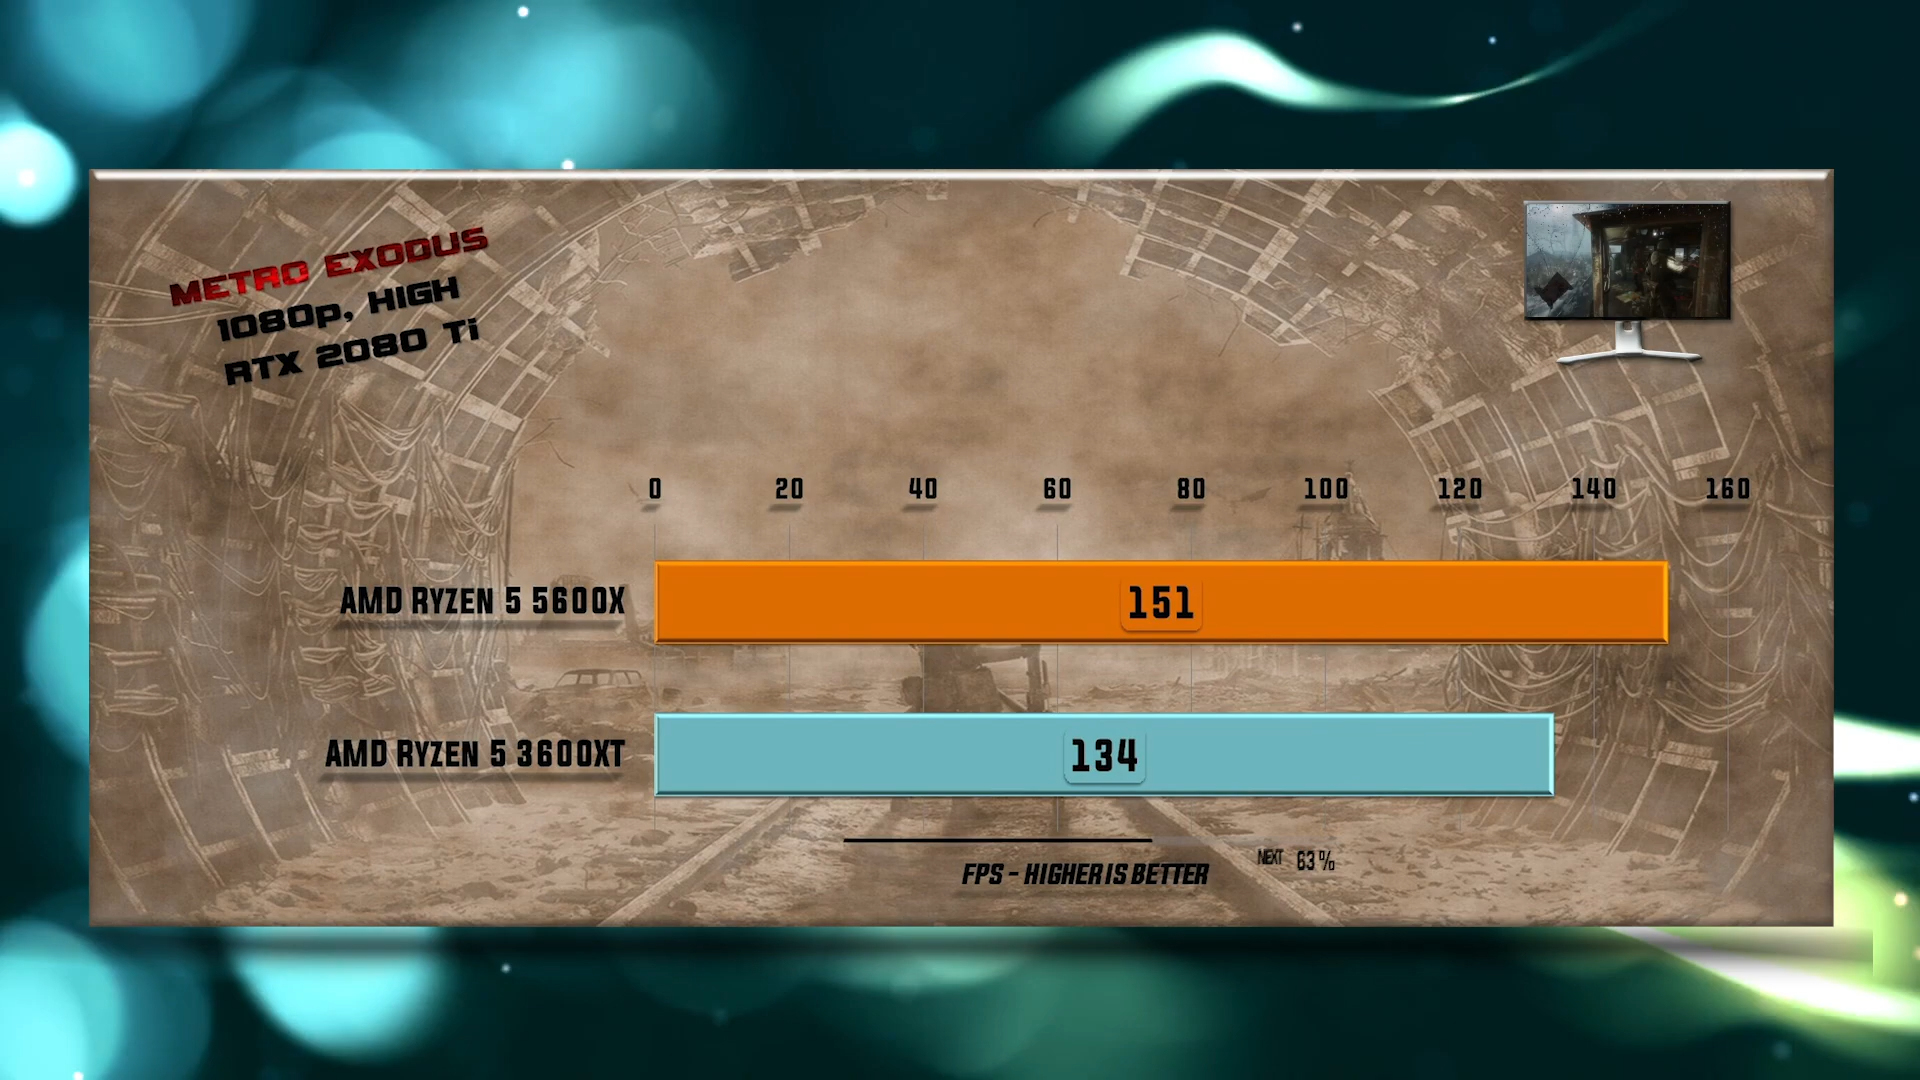 METRO EXODUS
1080p, HIGH
RTX 2080 Ti
0 20 40 60 80 100 120 140 160
AMD RYZEN 5 5600X 151
AMD RYZEN 5 3600XT 134
FPS - HIGHER IS BETTER
NEXT 63%